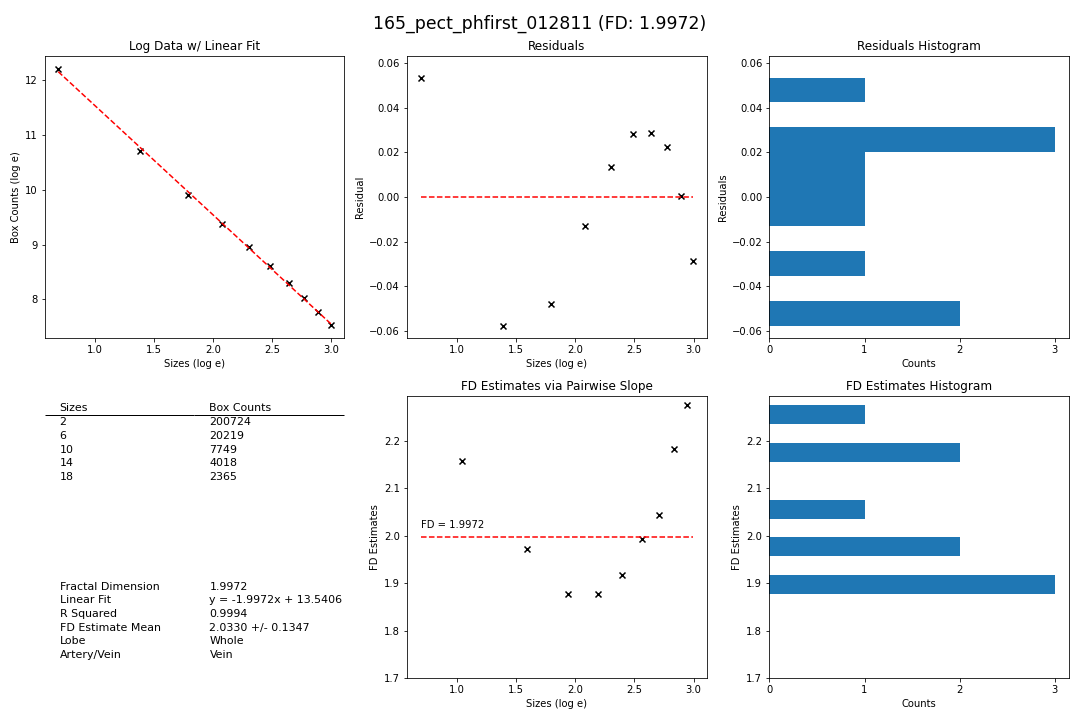 165_pect_phfirst_012811 (FD: 1.9972)
Log Data w/ Linear Fit
Box Counts (log e)
12
11
10
9
8
1.0 1.5 2.0 2.5 3.0
Sizes (log e)
Residuals
Residual
0.06
0.04
0.02
0.00
−0.02
−0.04
−0.06
1.0 1.5 2.0 2.5 3.0
Sizes (log e)
Residuals Histogram
Residuals
0.06
0.04
0.02
0.00
−0.02
−0.04
−0.06
0 1 2 3
Counts
Sizes Box Counts
2 200724
6 20219
10 7749
14 4018
18 2365
Fractal Dimension 1.9972
Linear Fit y = -1.9972x + 13.5406
R Squared 0.9994
FD Estimate Mean 2.0330 +/- 0.1347
Lobe Whole
Artery/Vein Vein
FD Estimates via Pairwise Slope
FD Estimates
2.2
2.1
2.0
1.9
1.8
1.7
FD = 1.9972
1.0 1.5 2.0 2.5 3.0
Sizes (log e)
FD Estimates Histogram
FD Estimates
2.2
2.1
2.0
1.9
1.8
1.7
0 1 2 3
Counts